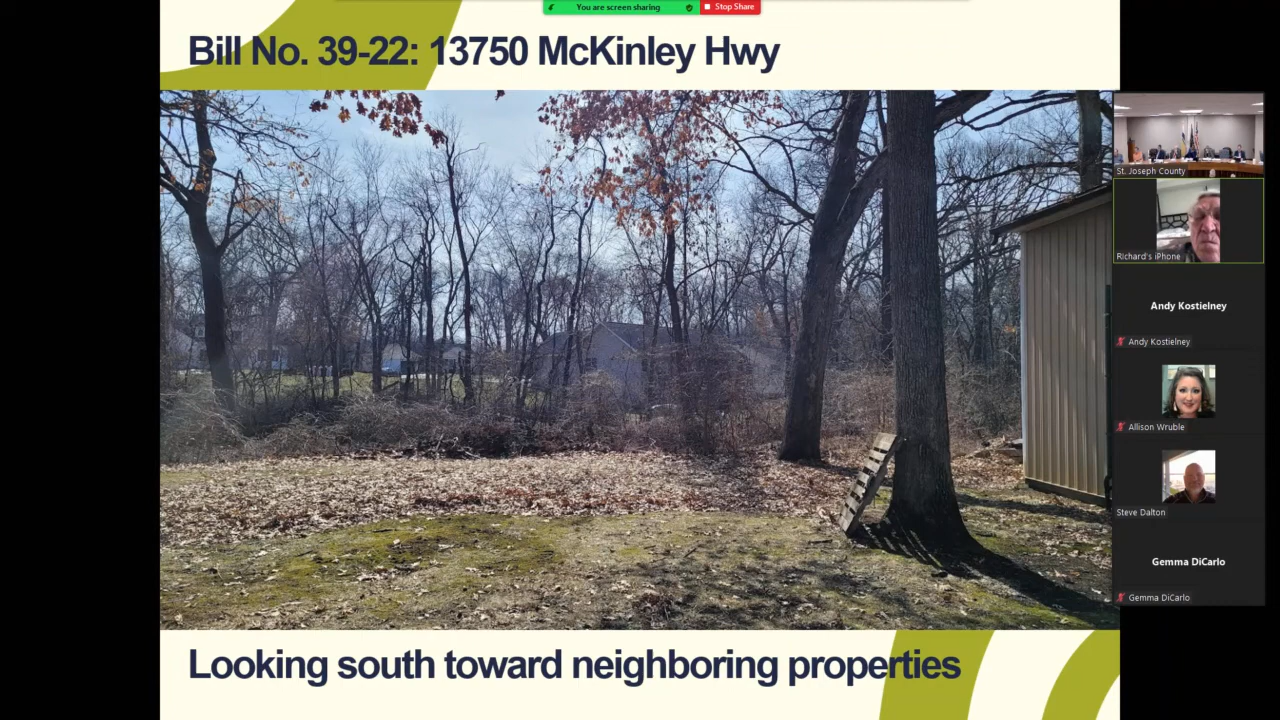 You are screen sharing
Stop Share
Bill No. 39-22: 13750 McKinley Hwy
St. Joseph County
Richard's iPhone
Andy Kostielney
Andy Kostielney
Allison Wruble
Steve Dalton
Gemma DiCarlo
Gemma DiCarlo
Looking south toward neighboring properties